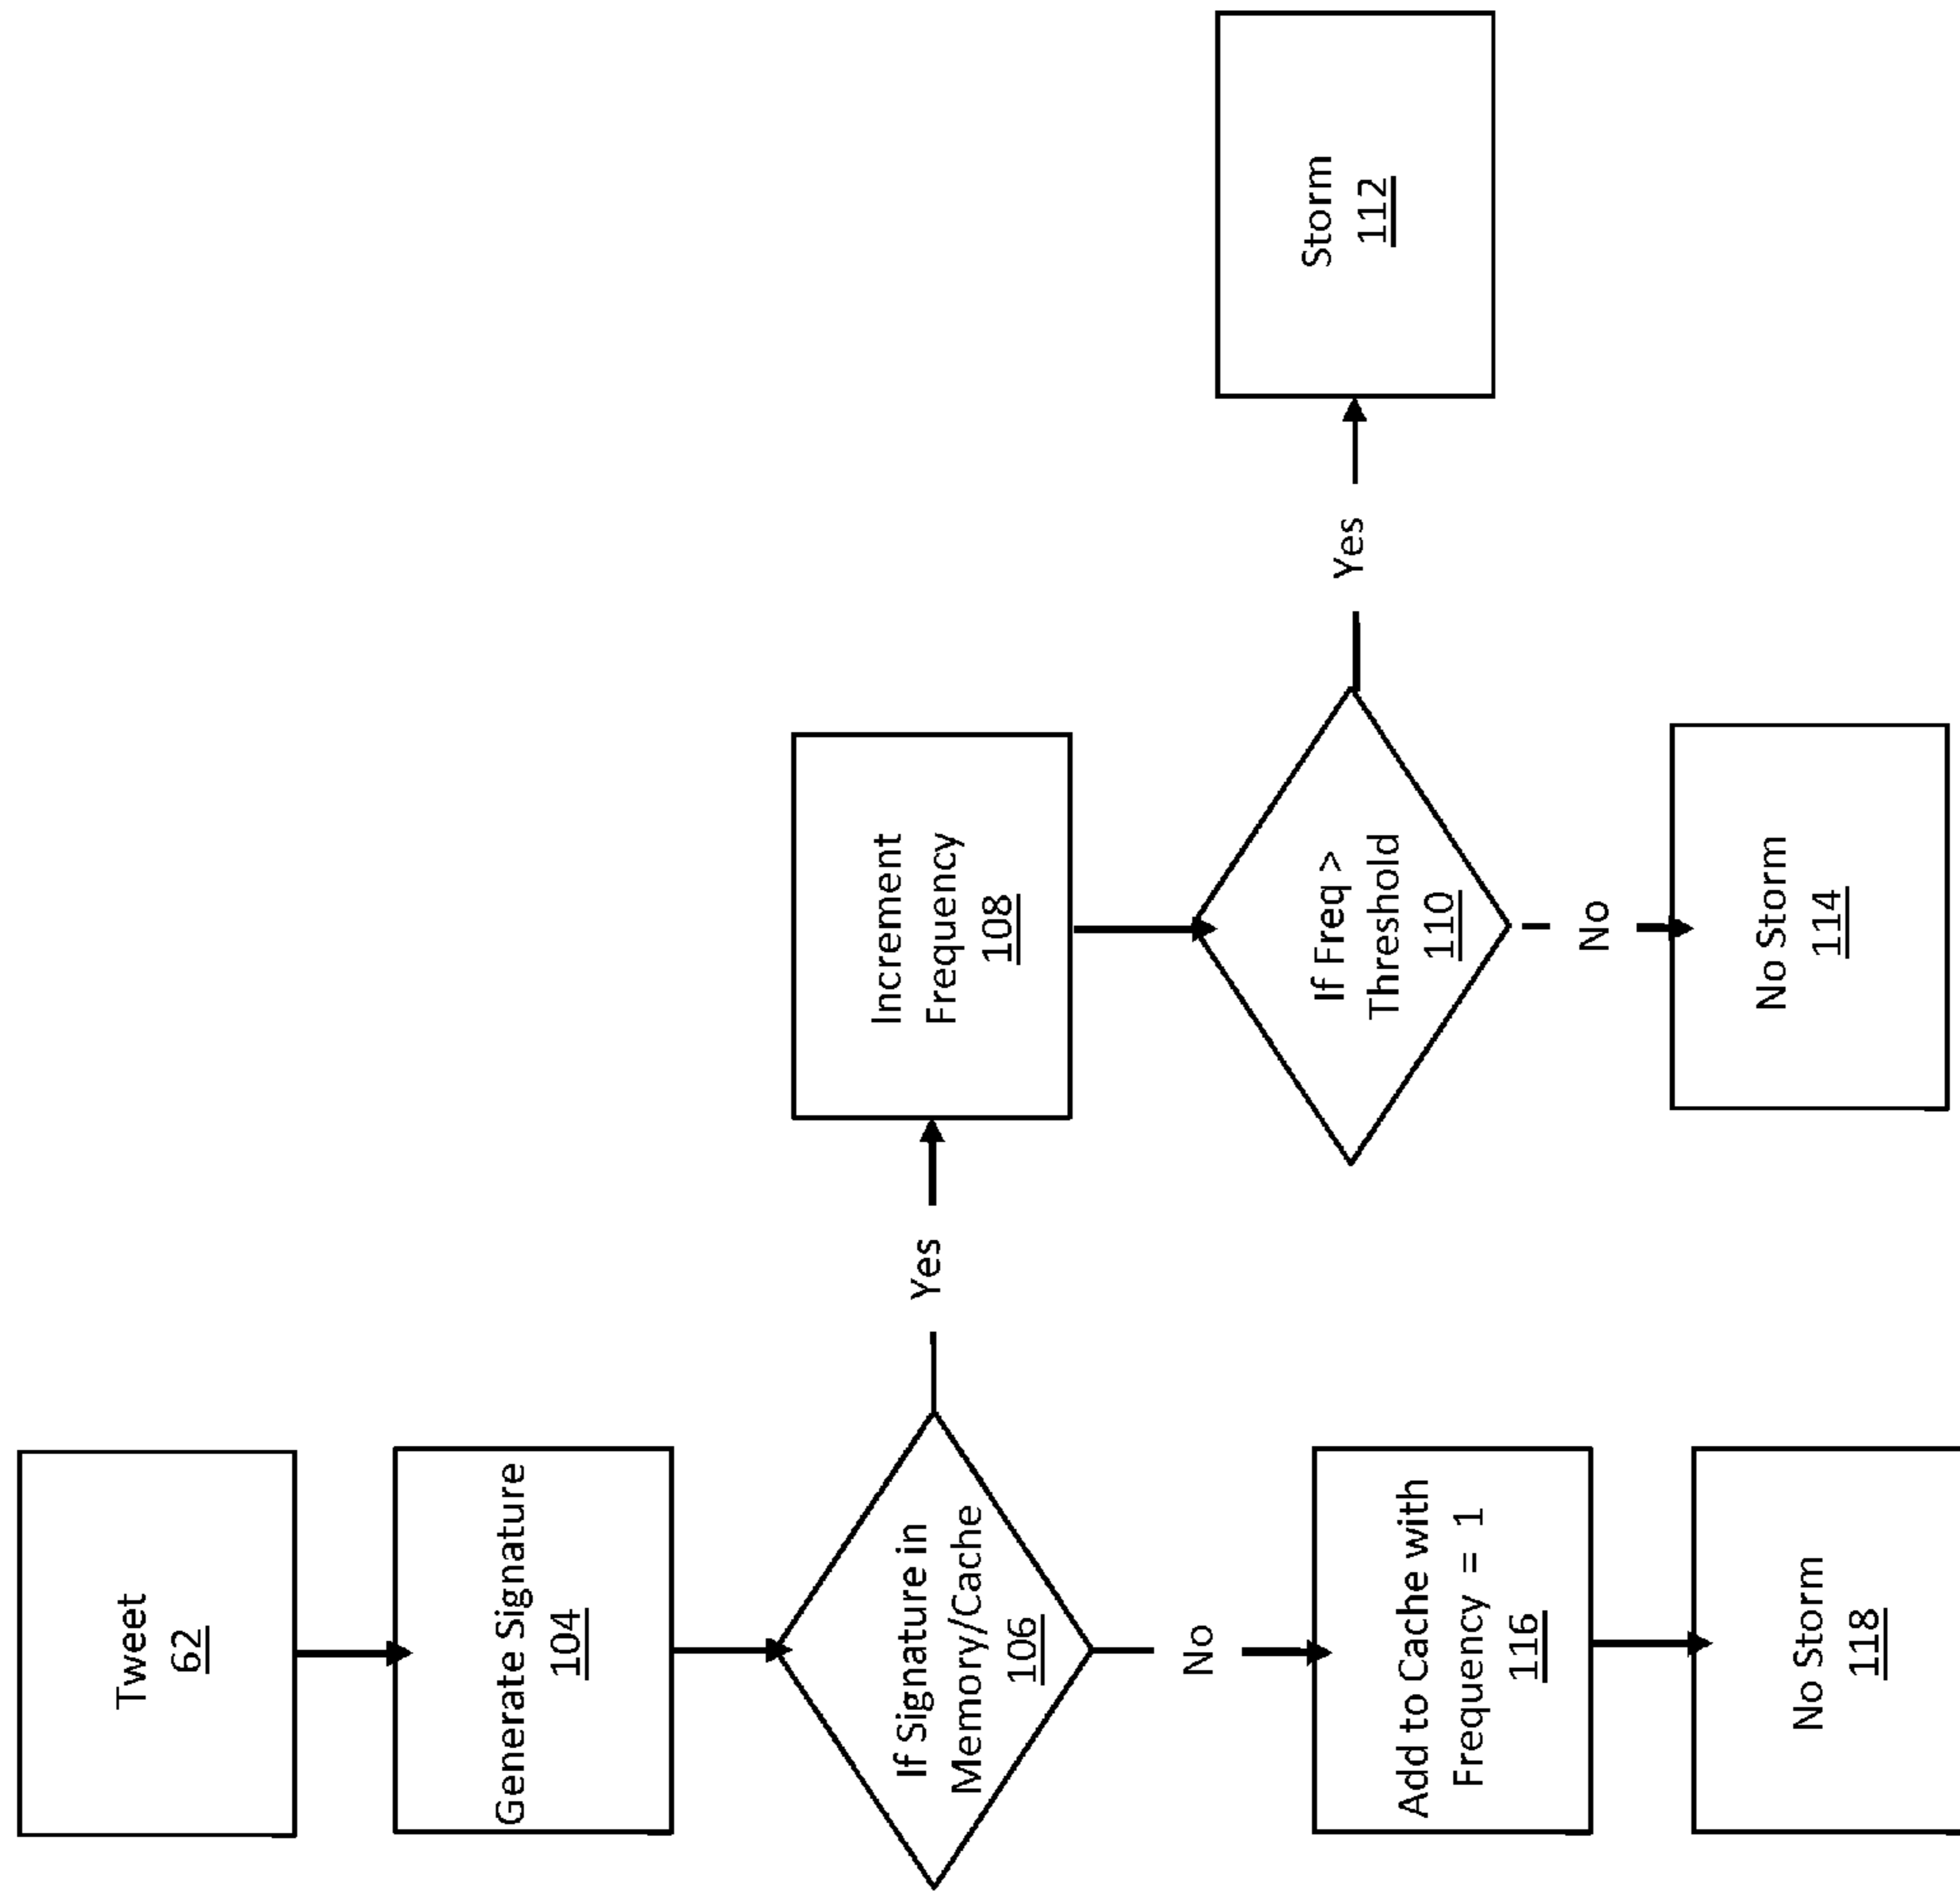 Tweet
62
Generate Signature
104
If Signature in
Memory/Cache
106
Yes
Increment
Frequency
108
If Freq >
Threshold
110
Yes
Storm
112
No
No Storm
114
No
Add to Cache with
Frequency = 1
116
No Storm
118